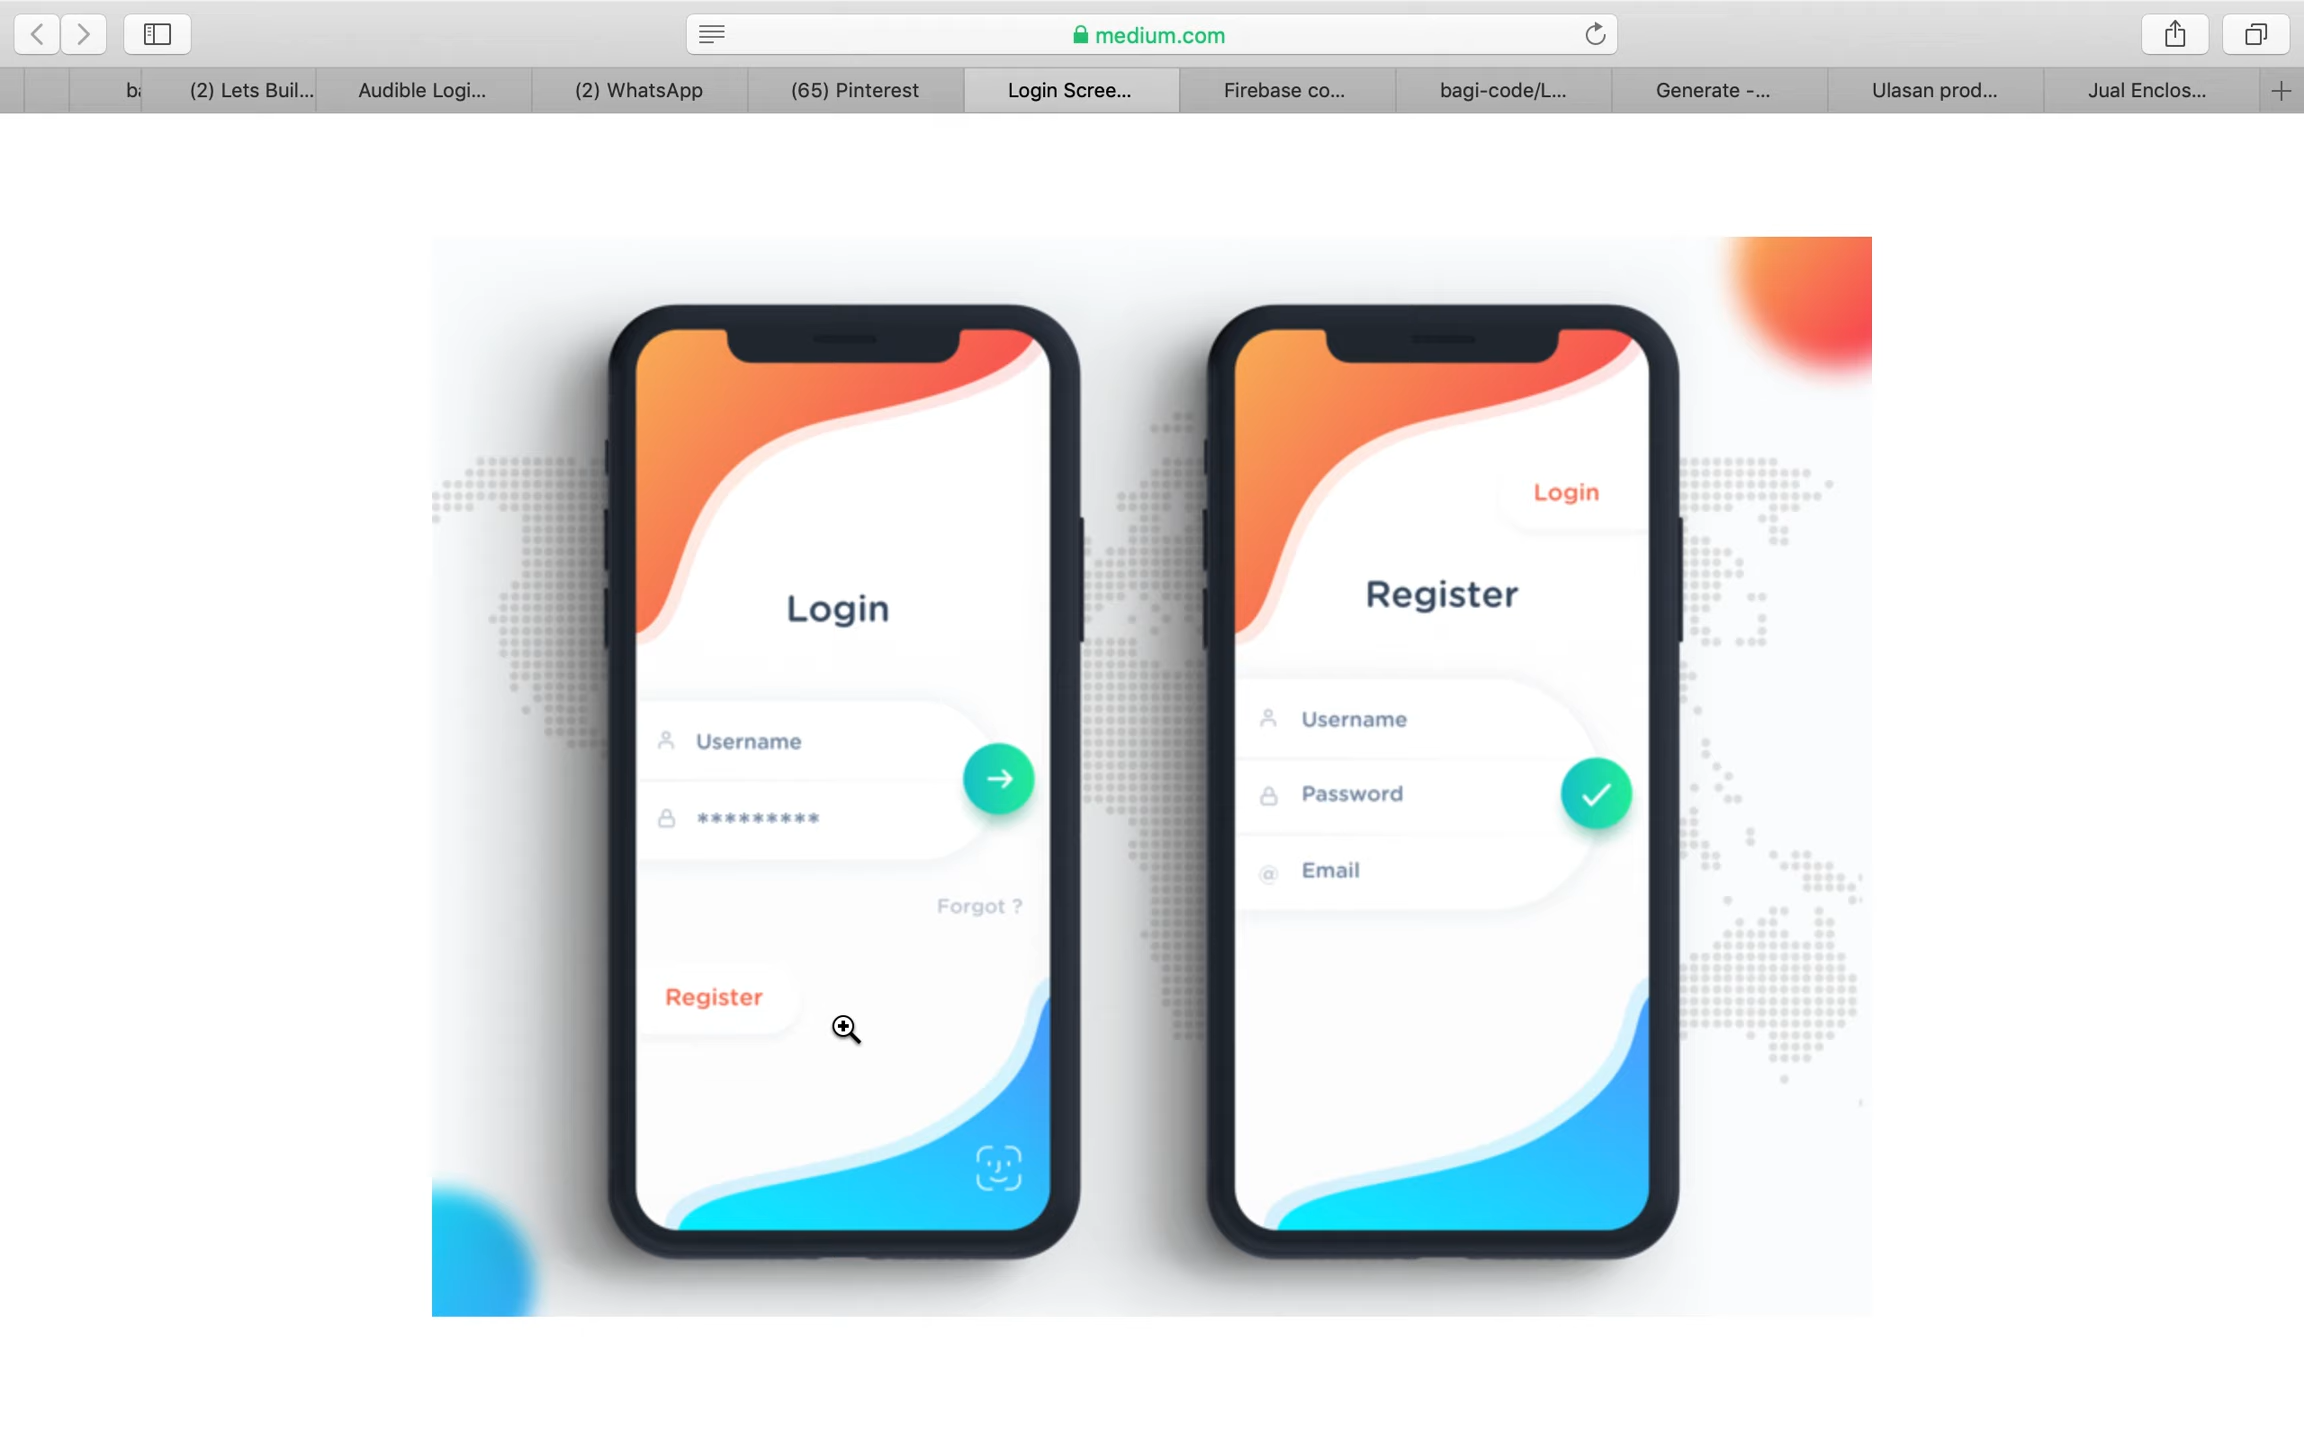 medium.com
(2) Lets Buil...
Audible Logi...
(2) WhatsApp
(65) Pinterest
Login Scree...
Firebase co...
bagi-code/L...
Generate -...
Ulasan prod...
Jual Enclos...
Login
Username
*********
Forgot ?
Register
Login
Register
Username
Password
@ Email